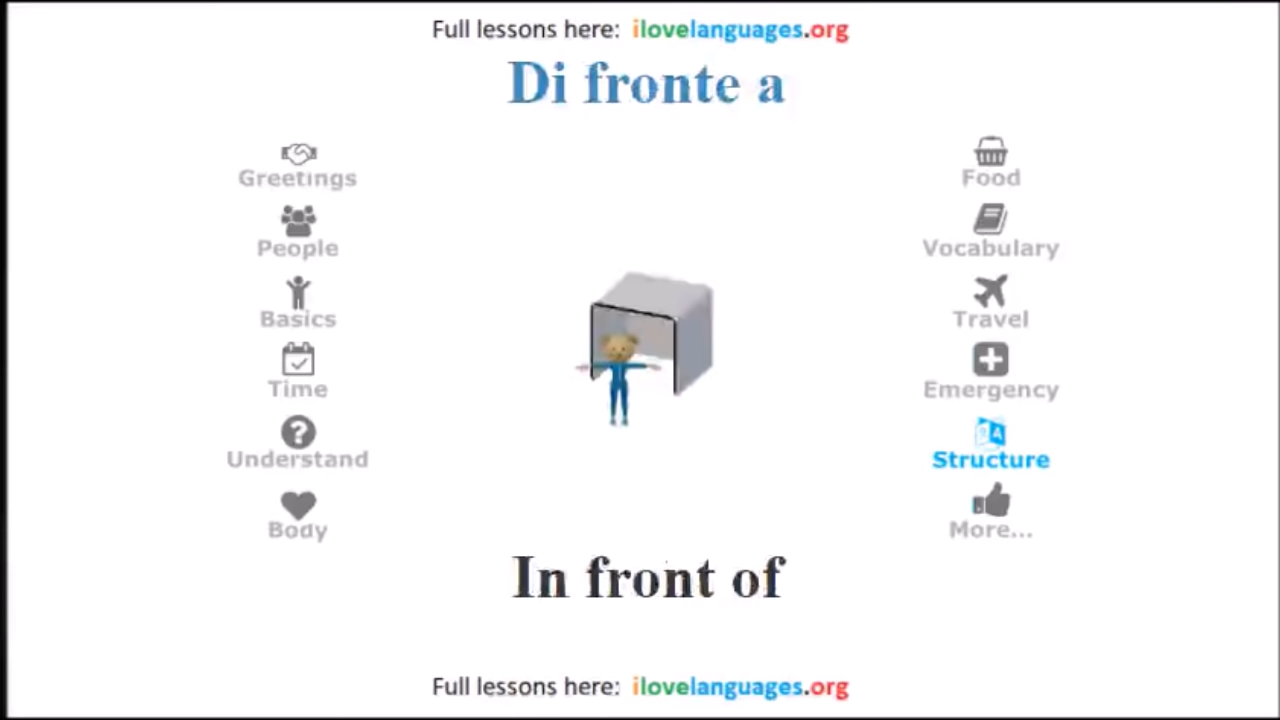 Full lessons here: ilovelanguages.org
Di fronte a
Greetings
People
Basics
Time
Understand
Body
Food
Vocabulary
Travel
Emergency
Structure
More...
In front of
Full lessons here: ilovelanguages.org